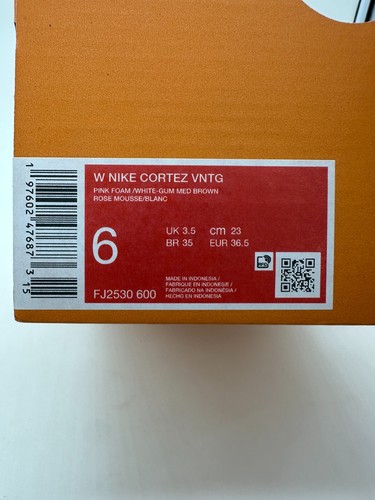 W NIKE CORTEZ VNTG
PINK FOAM /WHITE-GUM MED BROWN
ROSE MOUSSE/BLANC
6
UK 3.5 cm 23
BR 35 EUR 36.5
MADE IN INDONESIA /
FABRIQUE EN INDONESIE /
FABRICADO NA INDONÉSIA /
HECHO EN INDONESIA
FJ2530 600
1 97602 47687 3 15